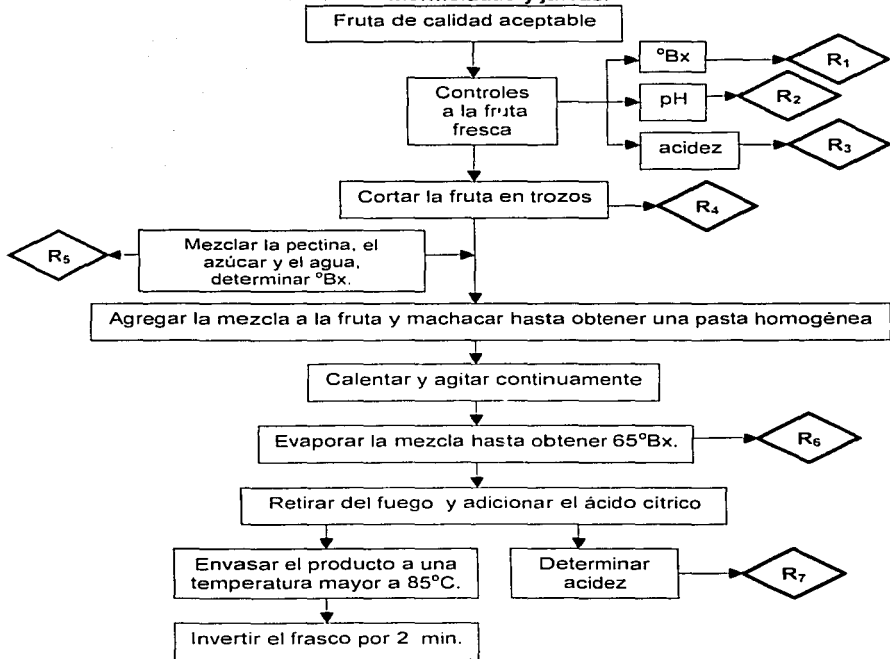 mermeladas y jaleas.
Fruta de calidad aceptable
Controles
a la fruta
fresca
°Bx
R₁
pH
R₂
acidez
R₃
Cortar la fruta en trozos
R₄
Mezclar la pectina, el
azúcar y el agua,
determinar °Bx.
R₅
Agregar la mezcla a la fruta y machacar hasta obtener una pasta homogénea
Calentar y agitar continuamente
Evaporar la mezcla hasta obtener 65°Bx.
R₆
Retirar del fuego y adicionar el ácido cítrico
Envasar el producto a una
temperatura mayor a 85°C.
Determinar
acidez
R₇
Invertir el frasco por 2 min.